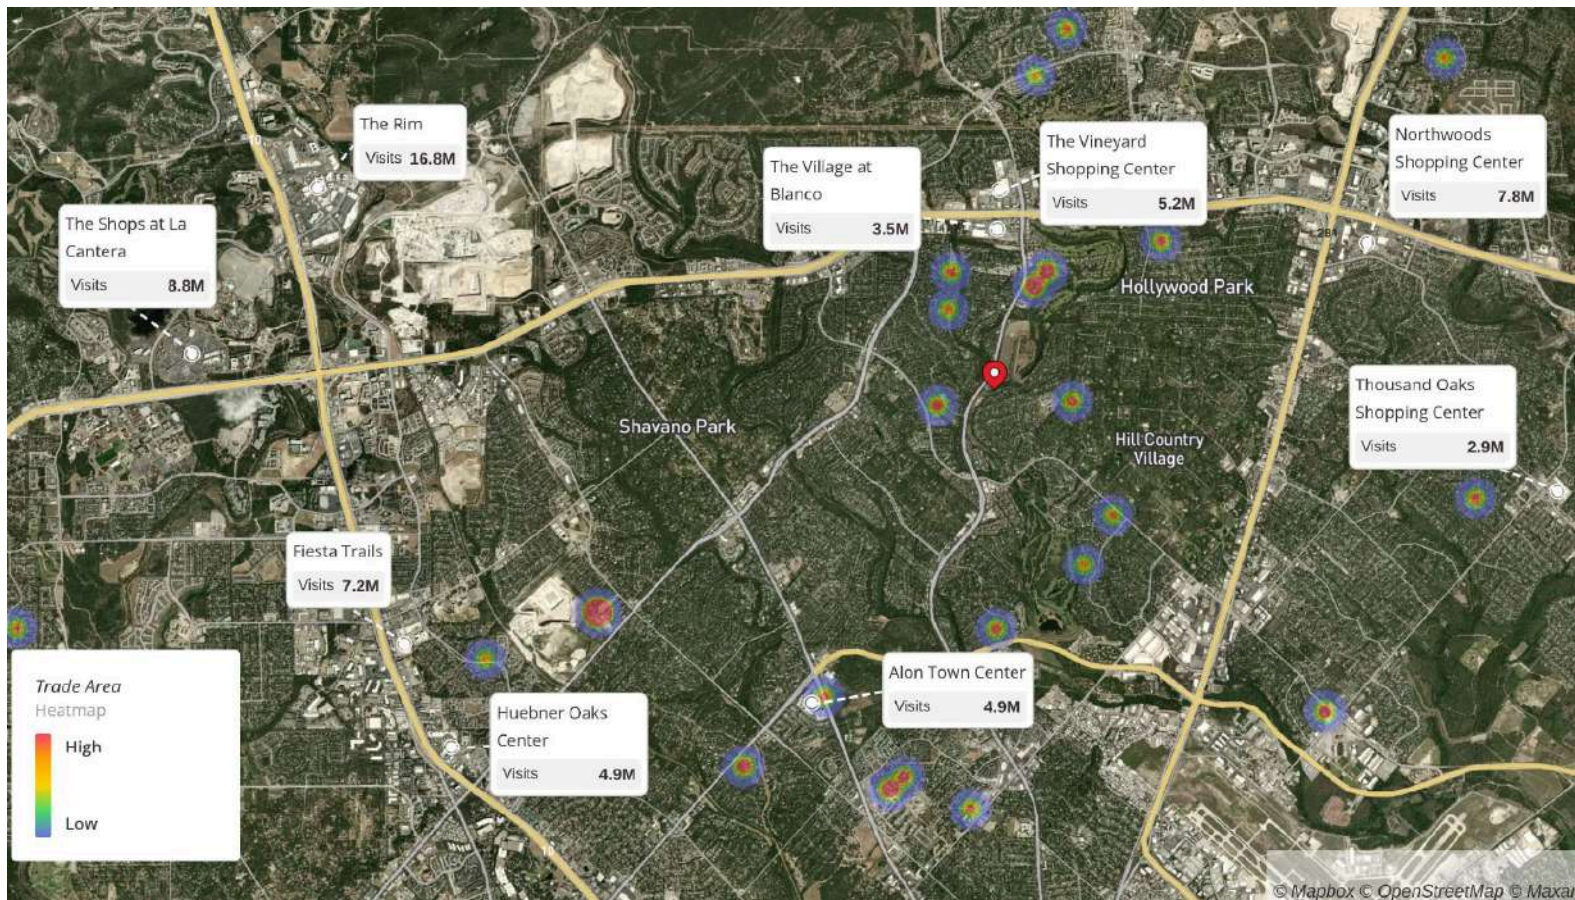 The Rim
Visits 16.8M
The Shops at La
Cantera
Visits 8.8M
The Village at
Blanco
Visits 3.5M
The Vineyard
Shopping Center
Visits 5.2M
Northwoods
Shopping Center
Visits 7.8M
281
Hollywood Park
Thousand Oaks
Shopping Center
Visits 2.9M
Shavano Park
Hill Country
Village
Fiesta Trails
Visits 7.2M
Alon Town Center
Visits 4.9M
Huebner Oaks
Center
Visits 4.9M
Trade Area
Heatmap
High
Low
10
© Mapbox © OpenStreetMap © Maxar